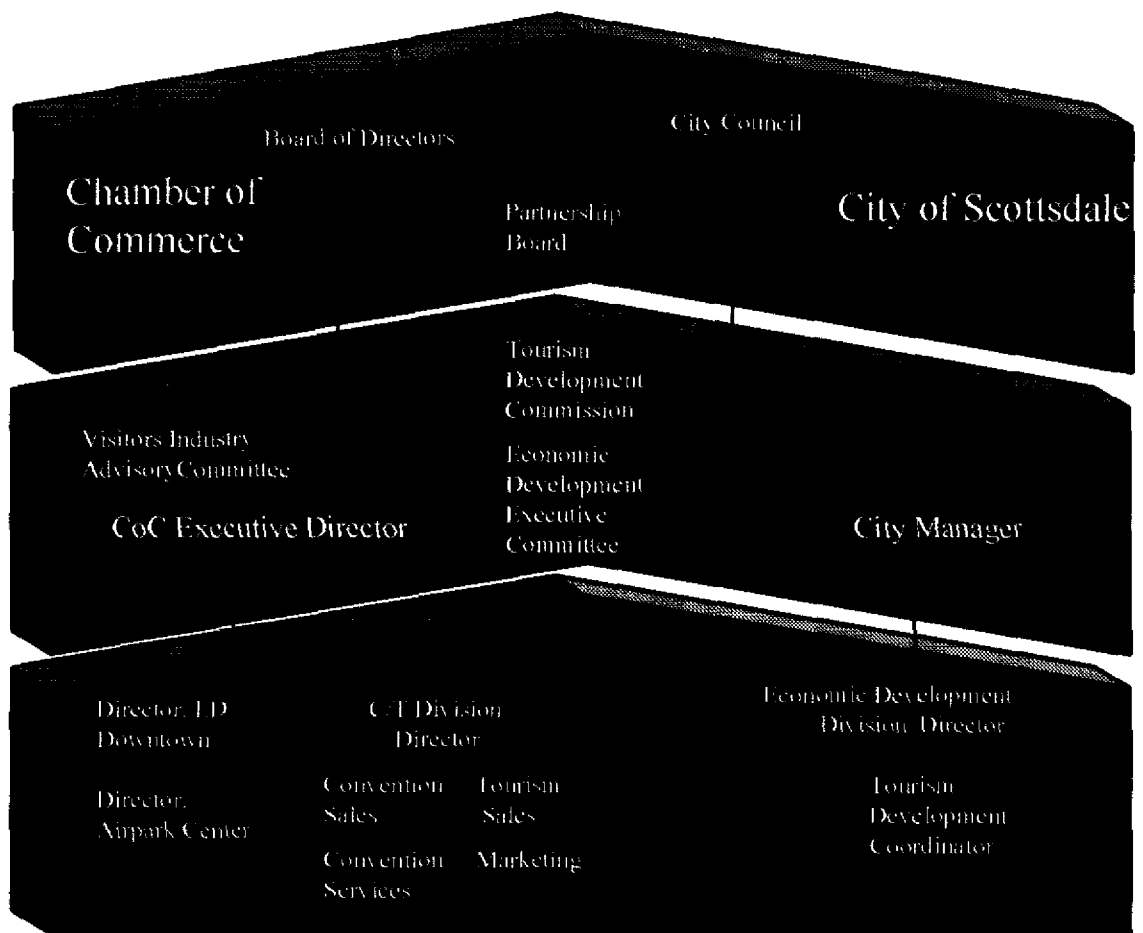 Board of Directors
City Council
Chamber of
Commerce
City of Scottsdale
Partnership
Board
Tourism
Development
Commission
Visitors Industry
AdvisoryCommittee
Economic
Development
Executive
Committee
CoC Executive Director
City Manager
Director, ED
Downtown
C/T Division
Director
Economic Development
Division Director
Director,
Airpark Center
Convention
Sales
Tourism
Sales
Convention
Services
Marketing
Tourism
Development
Coordinator